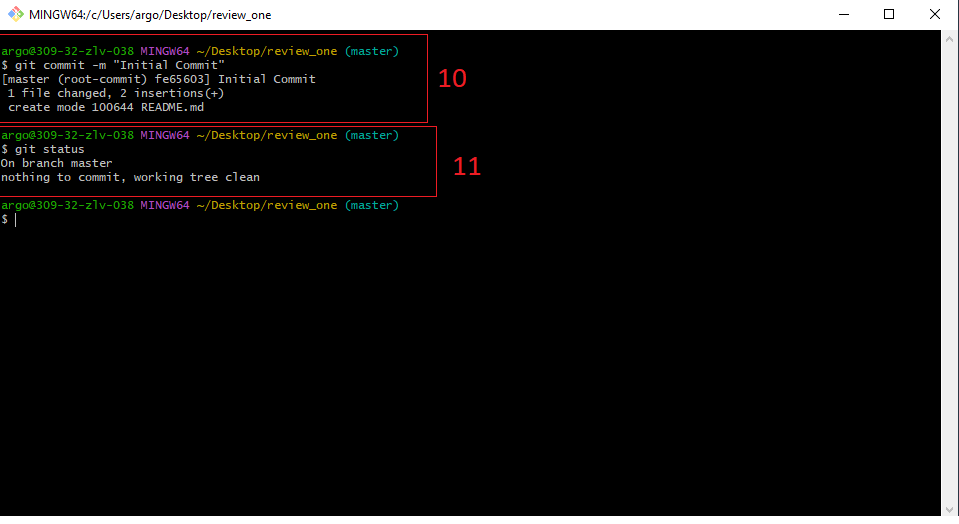 MINGW64:/c/Users/argo/Desktop/review_one
argo@309-32-zlv-038 MINGW64 ~/Desktop/review_one (master)
$ git commit -m "Initial Commit"
[master (root-commit) fe65603] Initial Commit
 1 file changed, 2 insertions(+)
 create mode 100644 README.md
10
argo@309-32-zlv-038 MINGW64 ~/Desktop/review_one (master)
$ git status
On branch master
nothing to commit, working tree clean
11
argo@309-32-zlv-038 MINGW64 ~/Desktop/review_one (master)
$